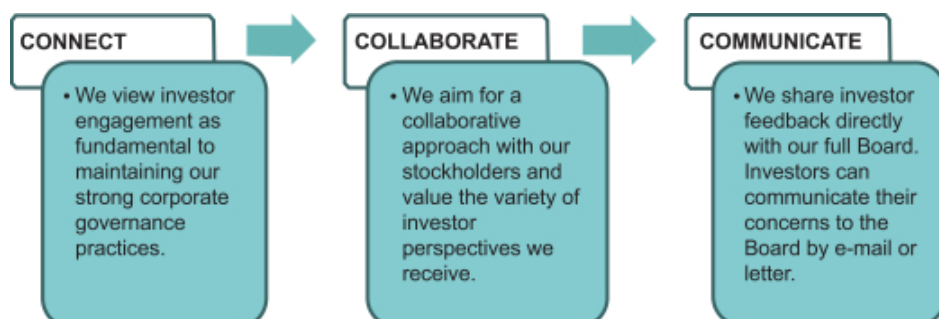 CONNECT
• We view investor
engagement as
fundamental to
maintaining our
strong corporate
governance
practices.
COLLABORATE
• We aim for a
collaborative
approach with our
stockholders and
value the variety of
investor
perspectives we
receive.
COMMUNICATE
• We share investor
feedback directly
with our full Board.
Investors can
communicate their
concerns to the
Board by e-mail or
letter.